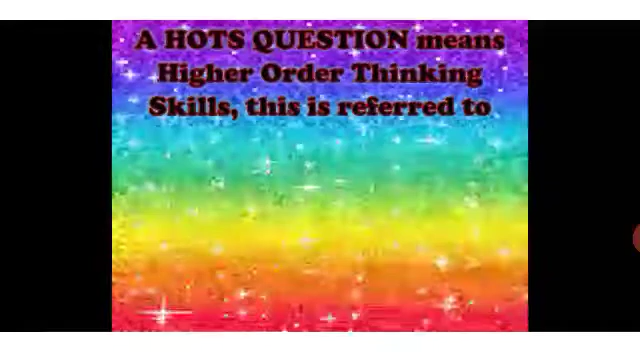 A HOTS QUESTION means
Higher Order Thinking
Skills, this is referred to